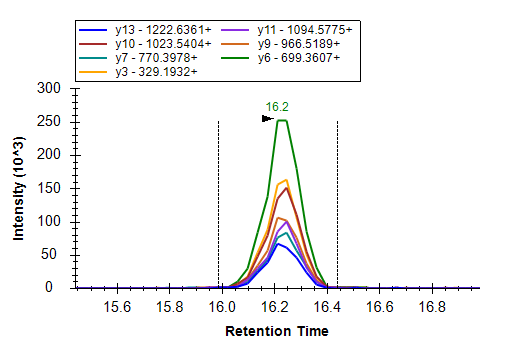 y13 - 1222.6361+ y11 - 1094.5775+
y10 - 1023.5404+ y9 - 966.5189+
y7 - 770.3978+ y6 - 699.3607+
y3 - 329.1932+
16.2
300
250
200
150
100
50
0
Intensity (10^3)
15.6 15.8 16.0 16.2 16.4 16.6 16.8
Retention Time